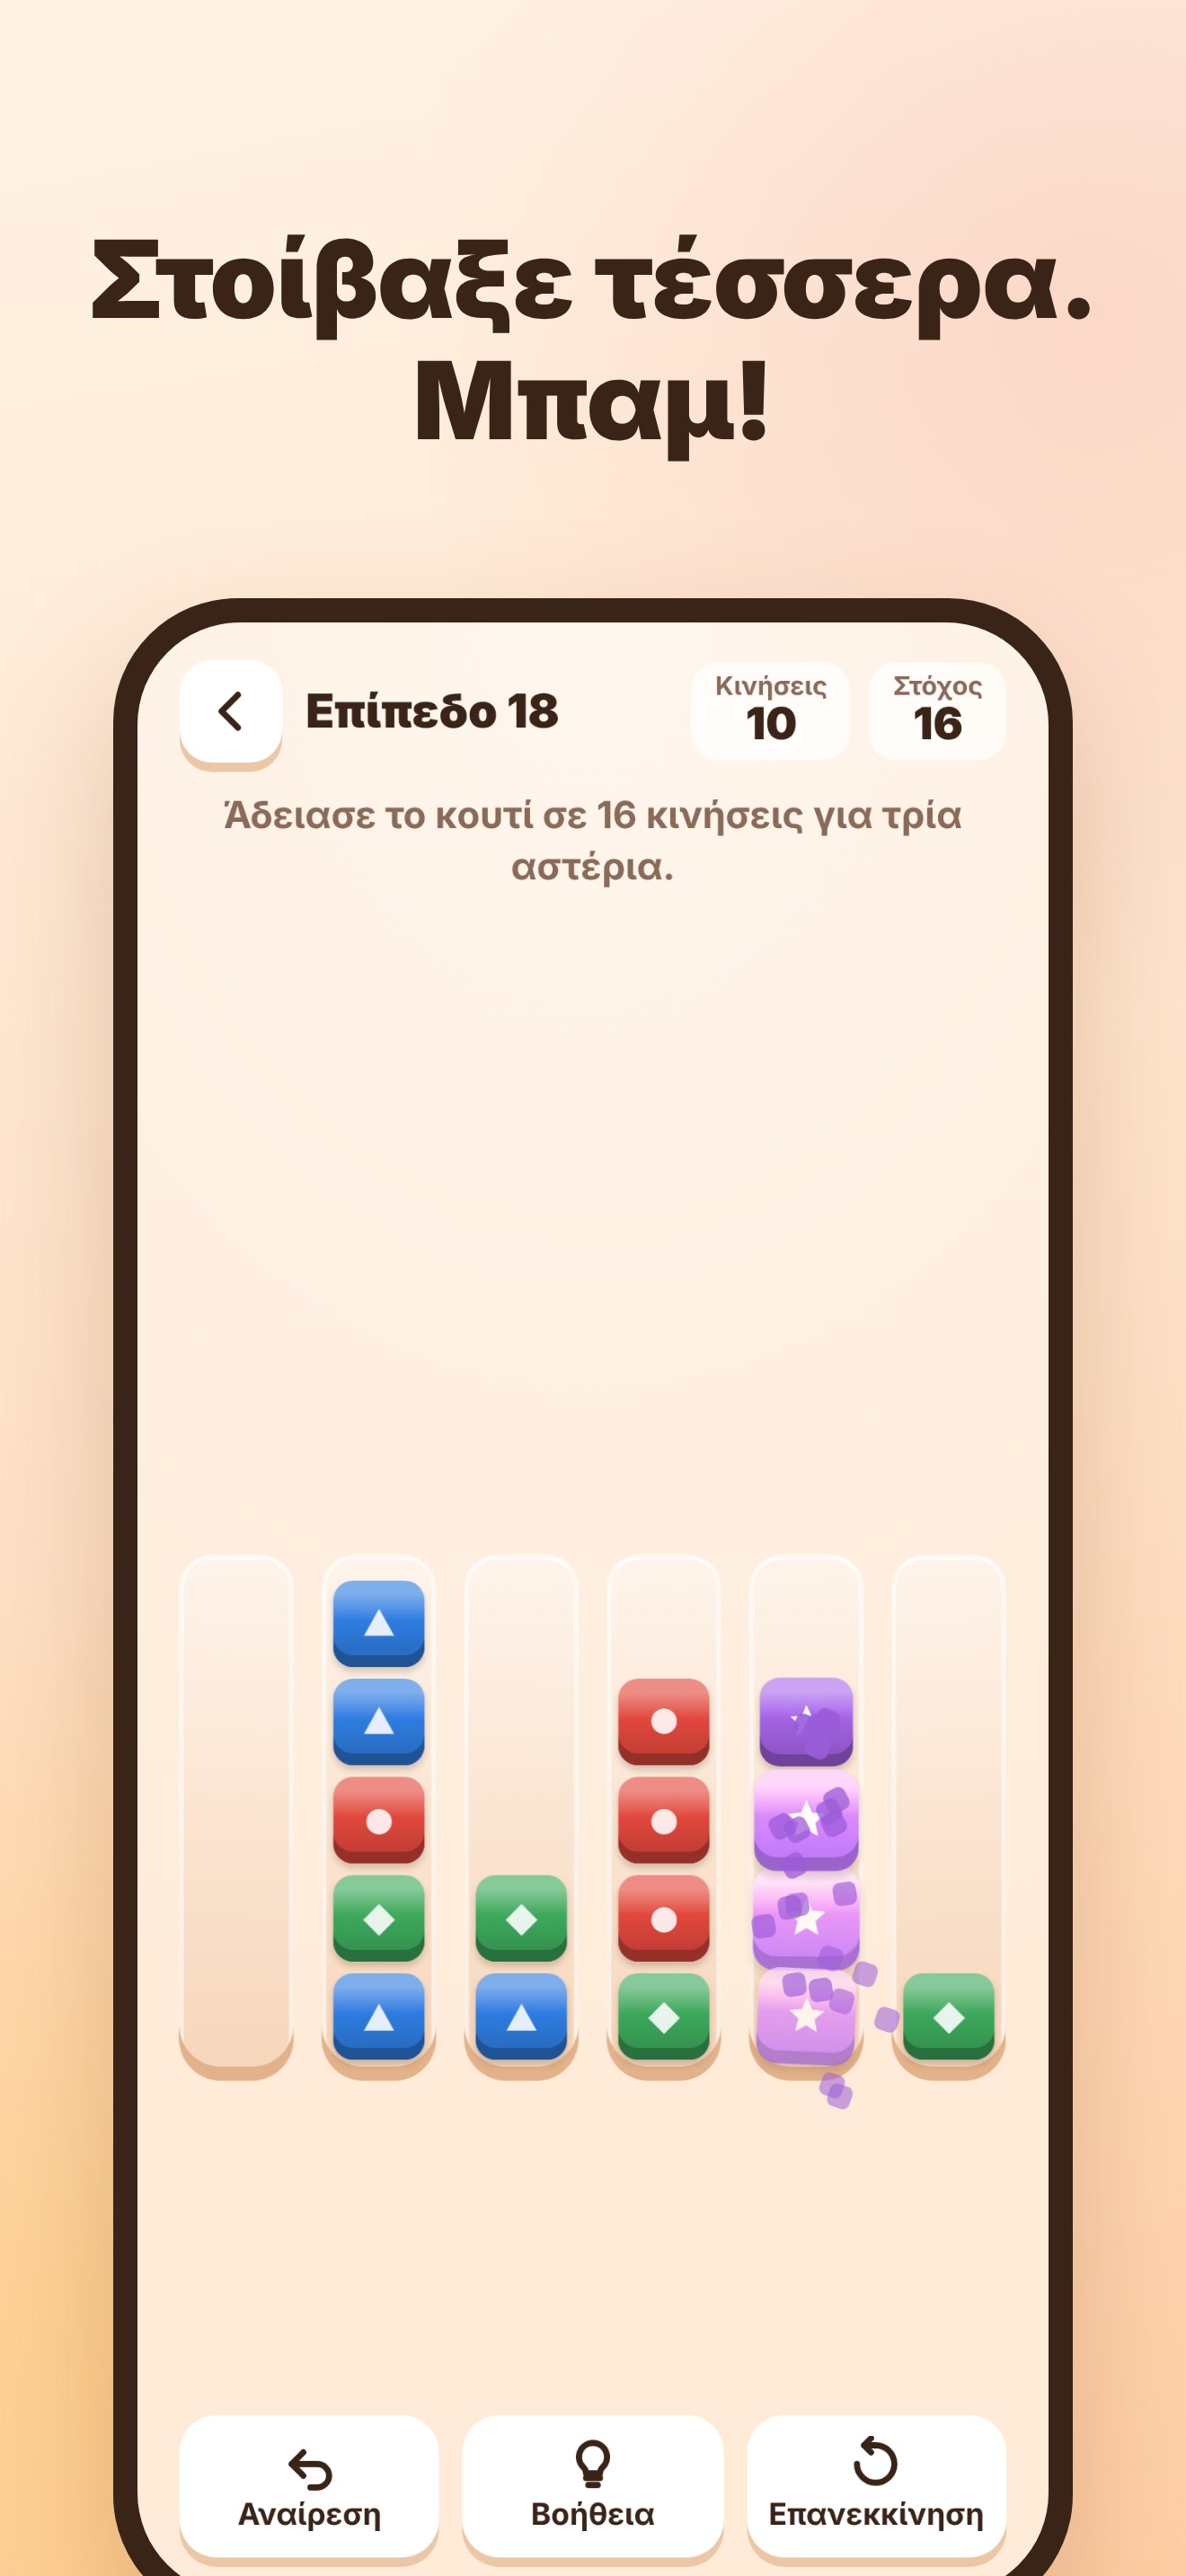 Στοίβαξε τέσσερα.
Μπαμ!
Επίπεδο 18
Κινήσεις
10
Στόχος
16
Άδειασε το κουτί σε 16 κινήσεις για τρία
αστέρια.
Αναίρεση
Βοήθεια
Επανεκκίνηση